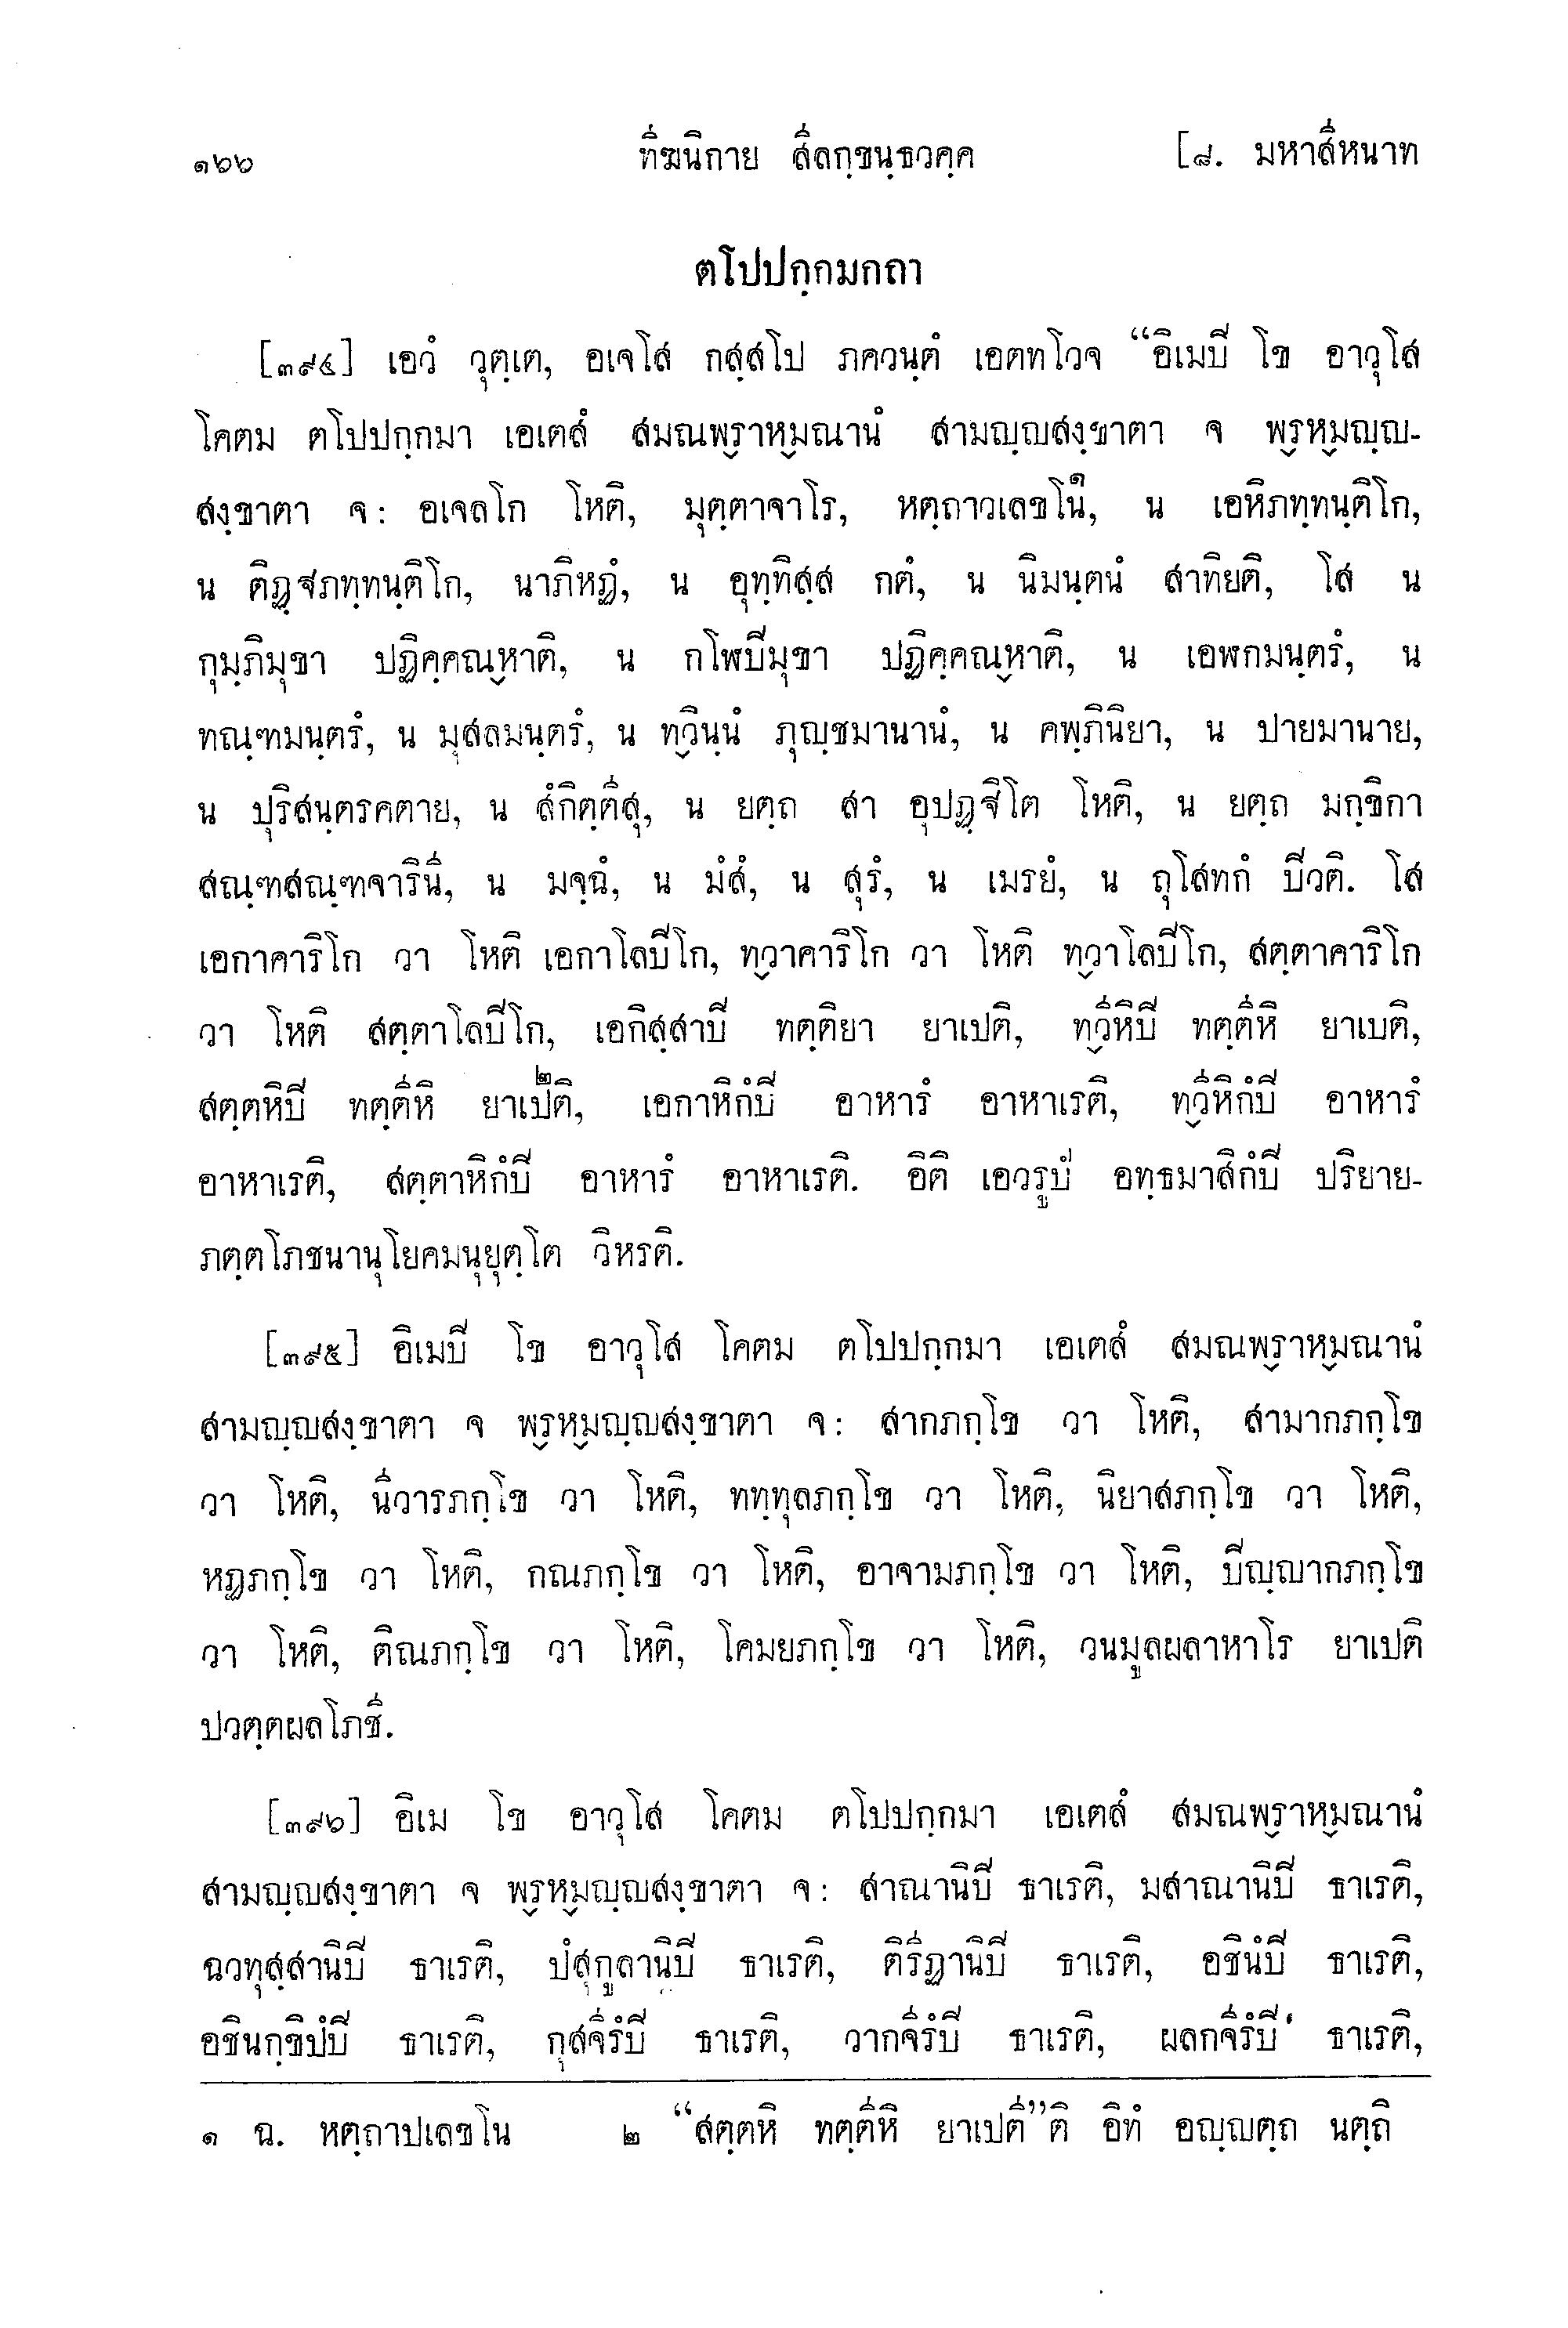 ๑๖๖ ทีฆนิกาย สีลกฺขนฺธวคฺค [๘. มหาสีหนาท
ตโปปกฺกมกถา
[๓๙๔] เอวํ วุตฺเต, อเจโส กสฺสโป ภควนฺตํ เอตทโวจ “อิเมปิ โข อาวุโส
โคตม ตโปปกฺกมา เอเตสํ สมณพฺราหฺมณานํ สามญฺญสงฺขาตา จ พฺรหฺมญฺญ-
สงฺขาตา จ: อเจลโก โหติ, มุตฺตาจาโร, หตฺถาวเลขโน๑, น เอหิภทฺทนฺติโก,
น ติฏฺฐภทฺทนฺติโก, นาภิหฏํ, น อุทฺทิสฺส กตํ, น นิมนฺตนํ สาทิยติ, โส น
กุมฺภิมุขา ปฏิคฺคณฺหาติ, น กโฬปิมุขา ปฏิคฺคณฺหาติ, น เอฬกมนฺตรํ, น
ทณฺฑมนฺตรํ, น มุสลมนฺตรํ, น ทฺวินฺนํ ภุญฺชมานานํ, น คพฺภินิยา, น ปายมานาย,
น ปุริสนฺตรคตาย, น สํกิตฺตีสุ, น ยตฺถ สา อุปฏฺฐิโต โหติ, น ยตฺถ มกฺขิกา
สณฺฑสณฺฑจารินี, น มจฺฉํ, น มํสํ, น สุรํ, น เมรยํ, น ถุโสทกํ ปิวติ. โส
เอกาคาริโก วา โหติ เอกาโลปิโก, ทฺวาคาริโก วา โหติ ทฺวาโลปิโก, สตฺตาคาริโก
วา โหติ สตฺตาโลปิโก, เอกิสฺสาปิ ทตฺติยา ยาเปติ, ทฺวีหิปิ ทตฺตีหิ ยาเปติ,
สตฺตหิปิ ทตฺตีหิ ยาเปติ๒, เอกาหิกํปิ อาหารํ อาหาเรติ, ทฺวีหิกํปิ อาหารํ
อาหาเรติ, สตฺตาหิกํปิ อาหารํ อาหาเรติ. อิติ เอวรูปํ อทฺธมาสิกํปิ ปริยาย-
ภตฺตโภชนานุโยคมนุยุตฺโต วิหรติ.
[๓๙๕] อิเมปิ โข อาวุโส โคตม ตโปปกฺกมา เอเตสํ สมณพฺราหฺมณานํ
สามญฺญสงฺขาตา จ พฺรหฺมญฺญสงฺขาตา จ: สากภกฺโข วา โหติ, สามากภกฺโข
วา โหติ, นีวารภกฺโข วา โหติ, ททฺทุลภกฺโข วา โหติ, นิยาสภกฺโข วา โหติ,
หฏภกฺโข วา โหติ, กณภกฺโข วา โหติ, อาจามภกฺโข วา โหติ, ปิญฺญากภกฺโข
วา โหติ, ติณภกฺโข วา โหติ, โคมยภกฺโข วา โหติ, วนมูลผลาหาโร ยาเปติ
ปวตฺตผลโภชี.
[๓๙๖] อิเม โข อาวุโส โคตม ตโปปกฺกมา เอเตสํ สมณพฺราหฺมณานํ
สามญฺญสงฺขาตา จ พฺรหฺมญฺญสงฺขาตา จ: สาณานิปิ ธาเรติ, มสาณานิปิ ธาเรติ,
ฉวทุสฺสานิปิ ธาเรติ, ปํสุกูลานิปิ ธาเรติ, ติรีฏานิปิ ธาเรติ, อชินํปิ ธาเรติ,
อชินกฺขิปํปิ ธาเรติ, กุสจีรํปิ ธาเรติ, วากจีรํปิ ธาเรติ, ผลกจีรํปิ ธาเรติ,
๑ ฉ. หตฺถาปเลขโน ๒ “สตฺตหิ ทตฺตีหิ ยาเปตี”ติ อิทํ อญฺญตฺถ นตฺถิ